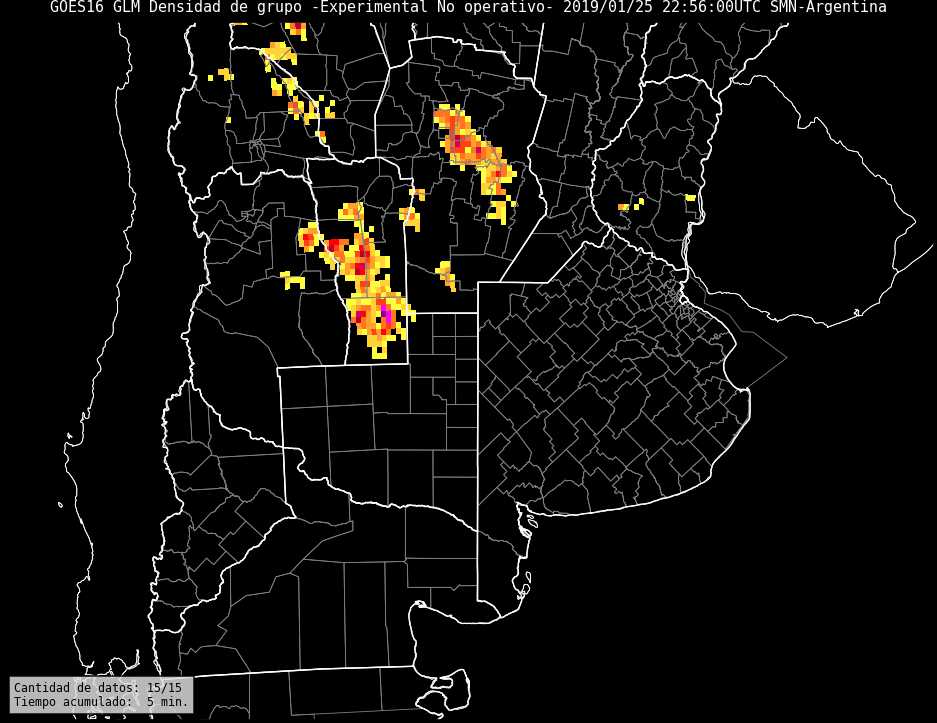 GOES16 GLM Densidad de grupo -Experimental No operativo- 2019/01/25 22:56:00UTC SMN-Argentina
Cantidad de datos: 15/15
Tiempo acumulado:  5 min.